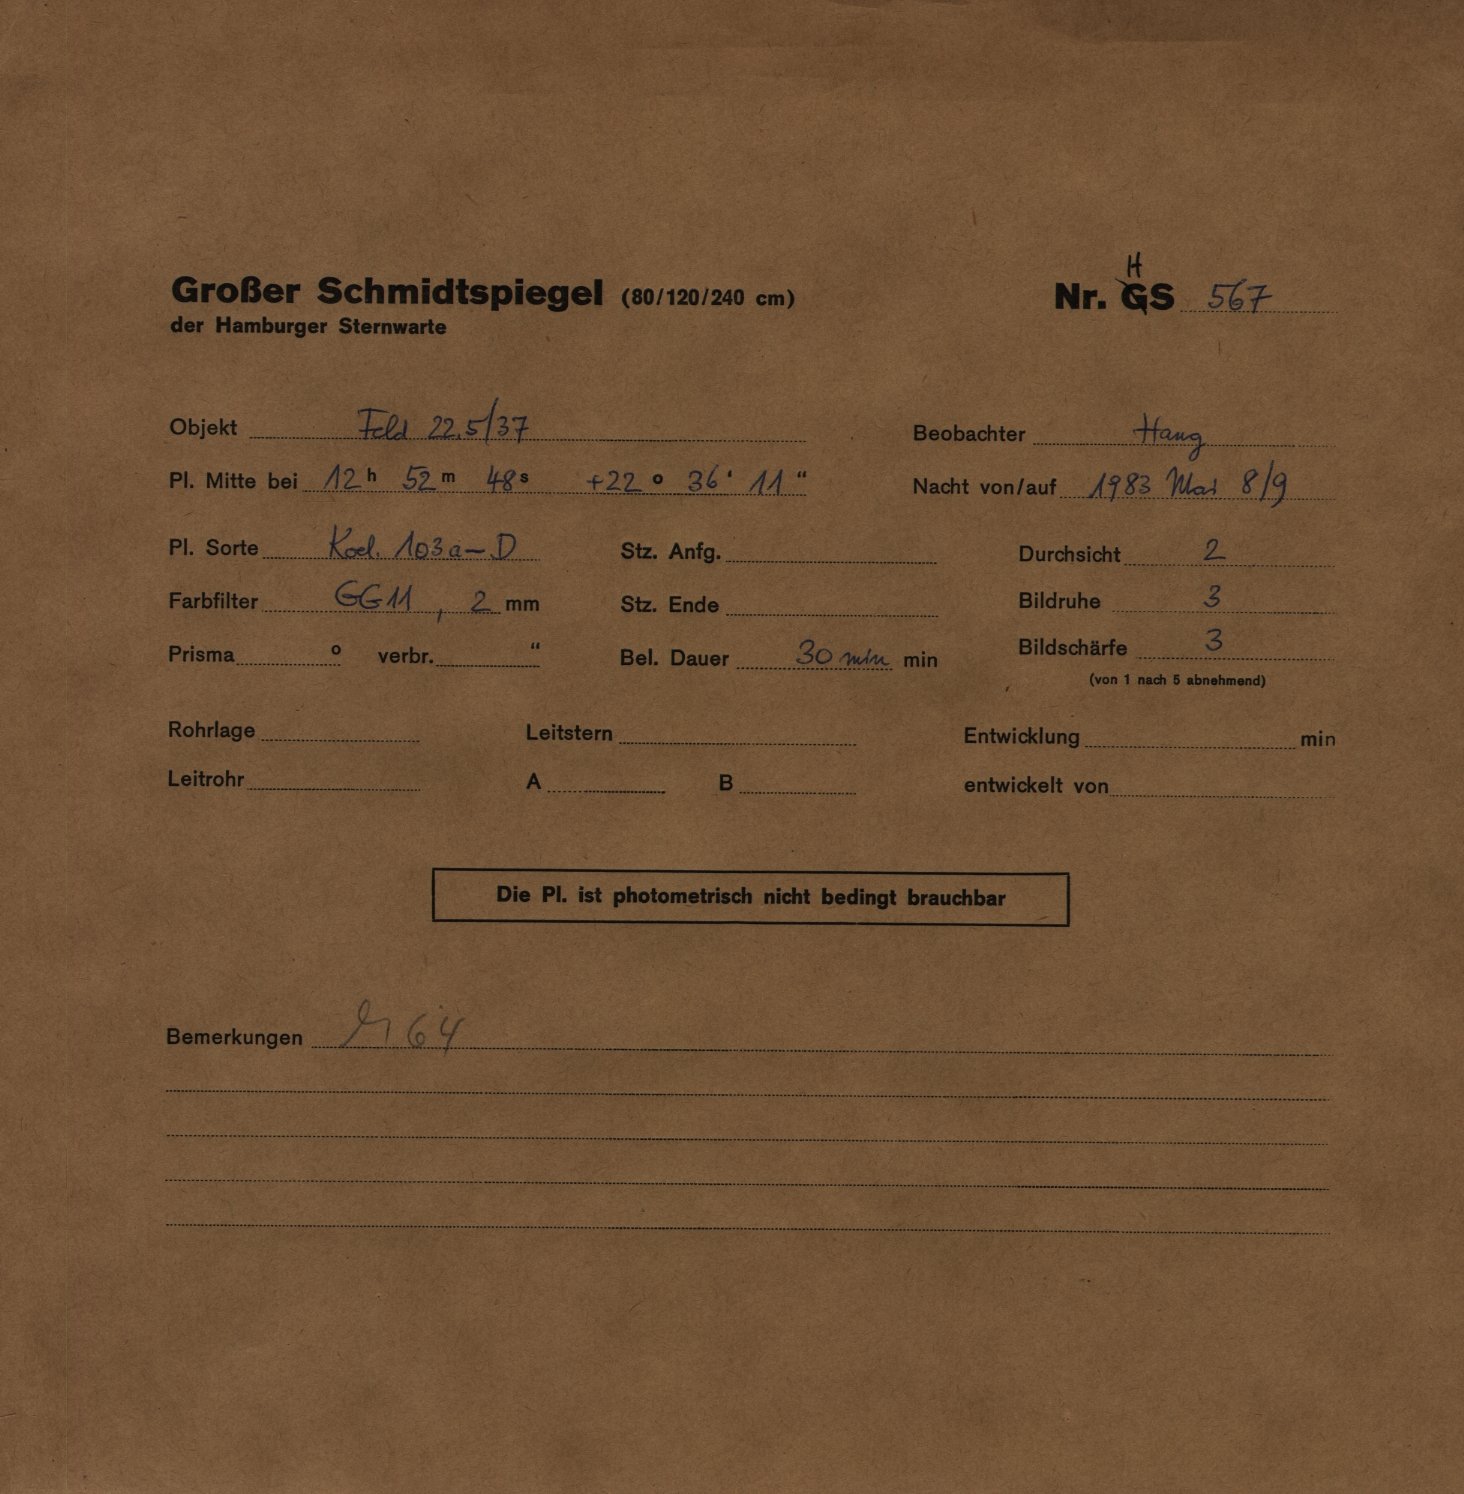 Großer Schmidtspiegel (80/120/240 cm)
der Hamburger Sternwarte
Nr. HS 567
Objekt Feld 22.5/37
Beobachter Haug
Pl. Mitte bei 12 h 52 m 48 s +22 ° 36 ' 11 "
Nacht von/auf 1983 Mai 8/9
Pl. Sorte Kod. 103a-D
Stz. Anfg.
Durchsicht 2
Farbfilter GG11, 2 mm
Stz. Ende
Bildruhe 3
Prisma ° verbr. "
Bel. Dauer 30 min min
Bildschärfe 3
(von 1 nach 5 abnehmend)
Rohrlage
Leitstern
Entwicklung min
Leitrohr
A B
entwickelt von
Die Pl. ist photometrisch nicht bedingt brauchbar
Bemerkungen M 64